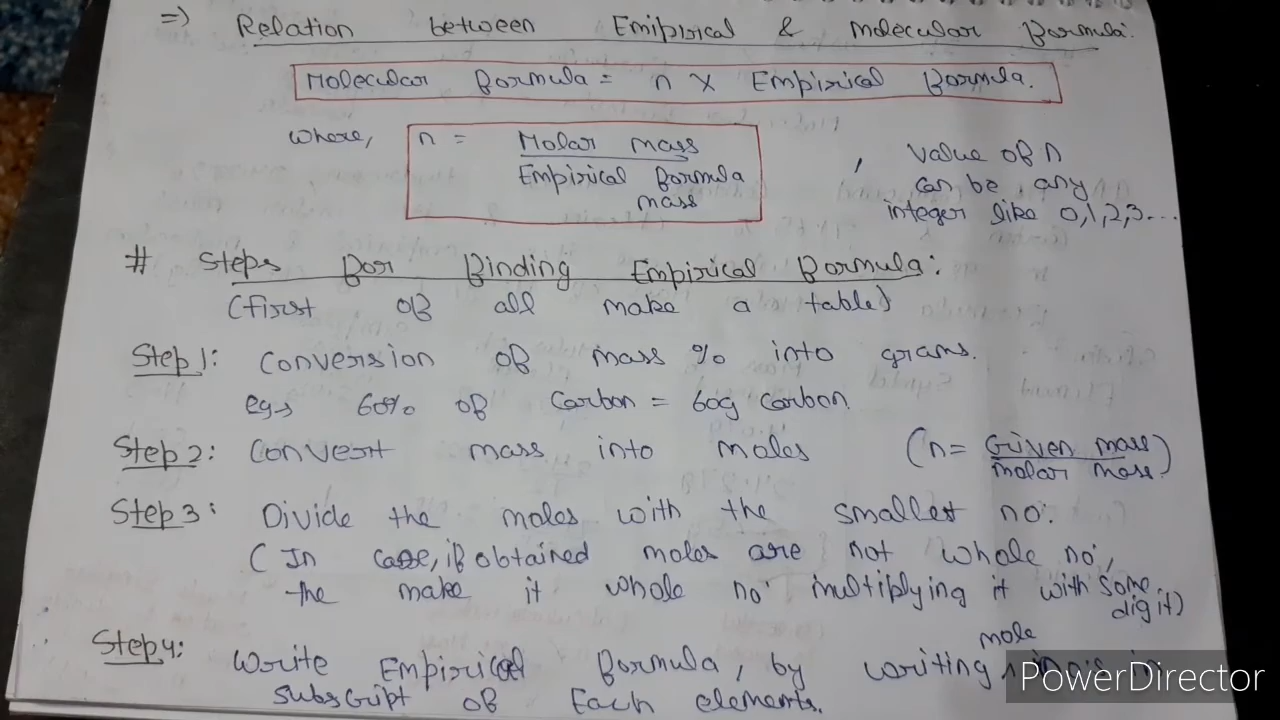 => Relation between Emipirical & Molecular Formula:
Molecular Formula = n X Empirical Formula.
where, n = Molar mass
Empirical Formula
mass
, value of n
can be any
integer like 0,1,2,3....
# Steps For Finding Empirical Formula:
(first of all make a table)
Step 1: Conversion of mass % into grams.
eg→ 60% of Carbon = 60g Carbon.
Step 2: Convert mass into moles (n= Given mass
molar mass)
Step 3: Divide the moles with the smallest no.
(In case, if obtained moles are not whole no.,
the make it whole no. multiplying it with some
digit)
Step 4: Write Empirical Formula, by writing mole
subscript of Each elements.
PowerDirector